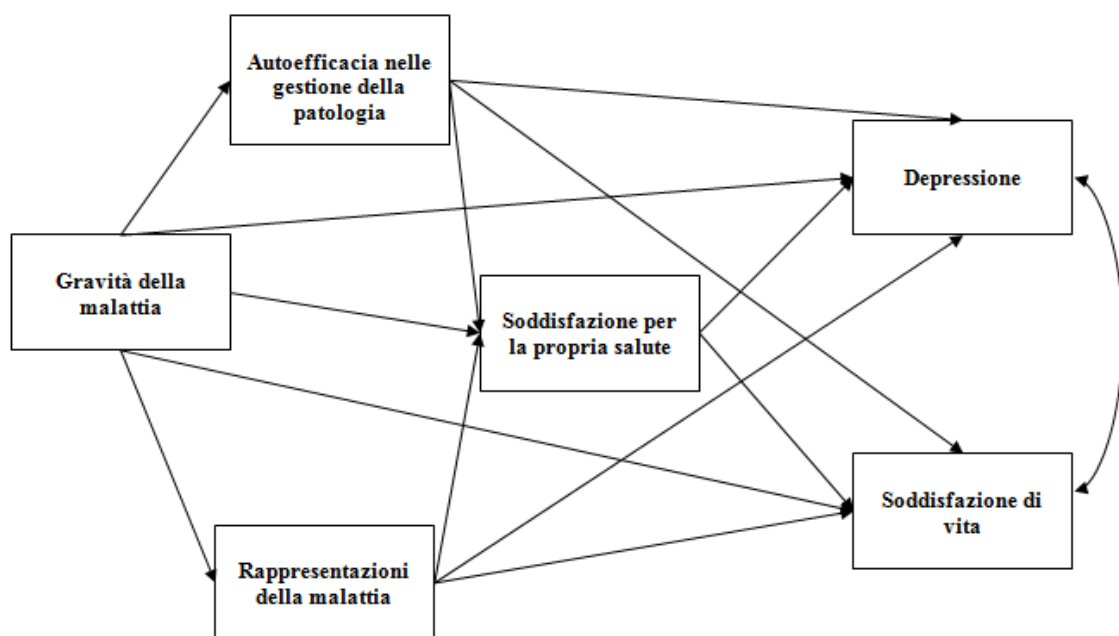 Autoefficacia nelle
gestione della
patologia
Depressione
Gravità della
malattia
Soddisfazione per
la propria salute
Soddisfazione di
vita
Rappresentazioni
della malattia